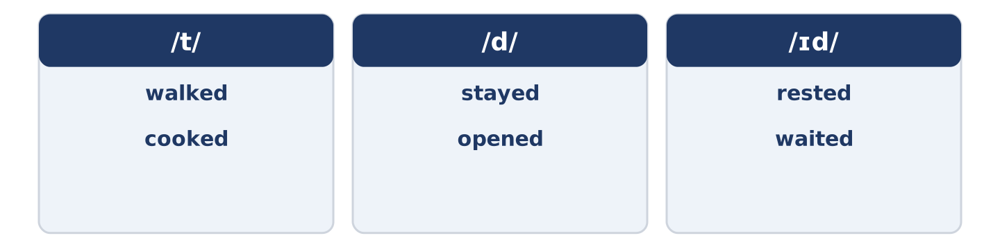 /t/
walked
cooked
/d/
stayed
opened
/ɪd/
rested
waited